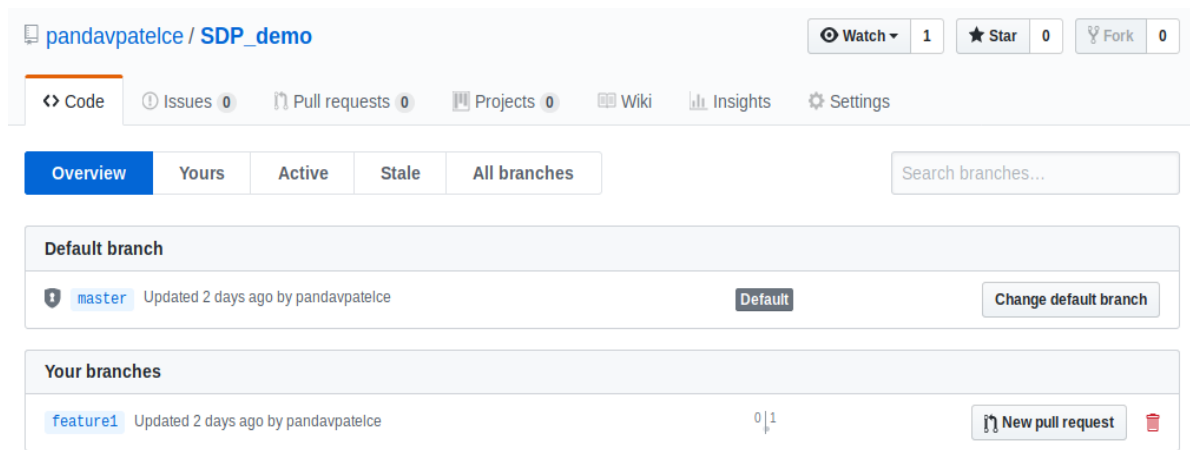 pandavpatelce / SDP_demo Watch 1 Star 0 Fork 0
Code Issues 0 Pull requests 0 Projects 0 Wiki Insights Settings
Overview Yours Active Stale All branches Search branches...
Default branch
master Updated 2 days ago by pandavpatelce Default Change default branch
Your branches
feature1 Updated 2 days ago by pandavpatelce 0 1 New pull request